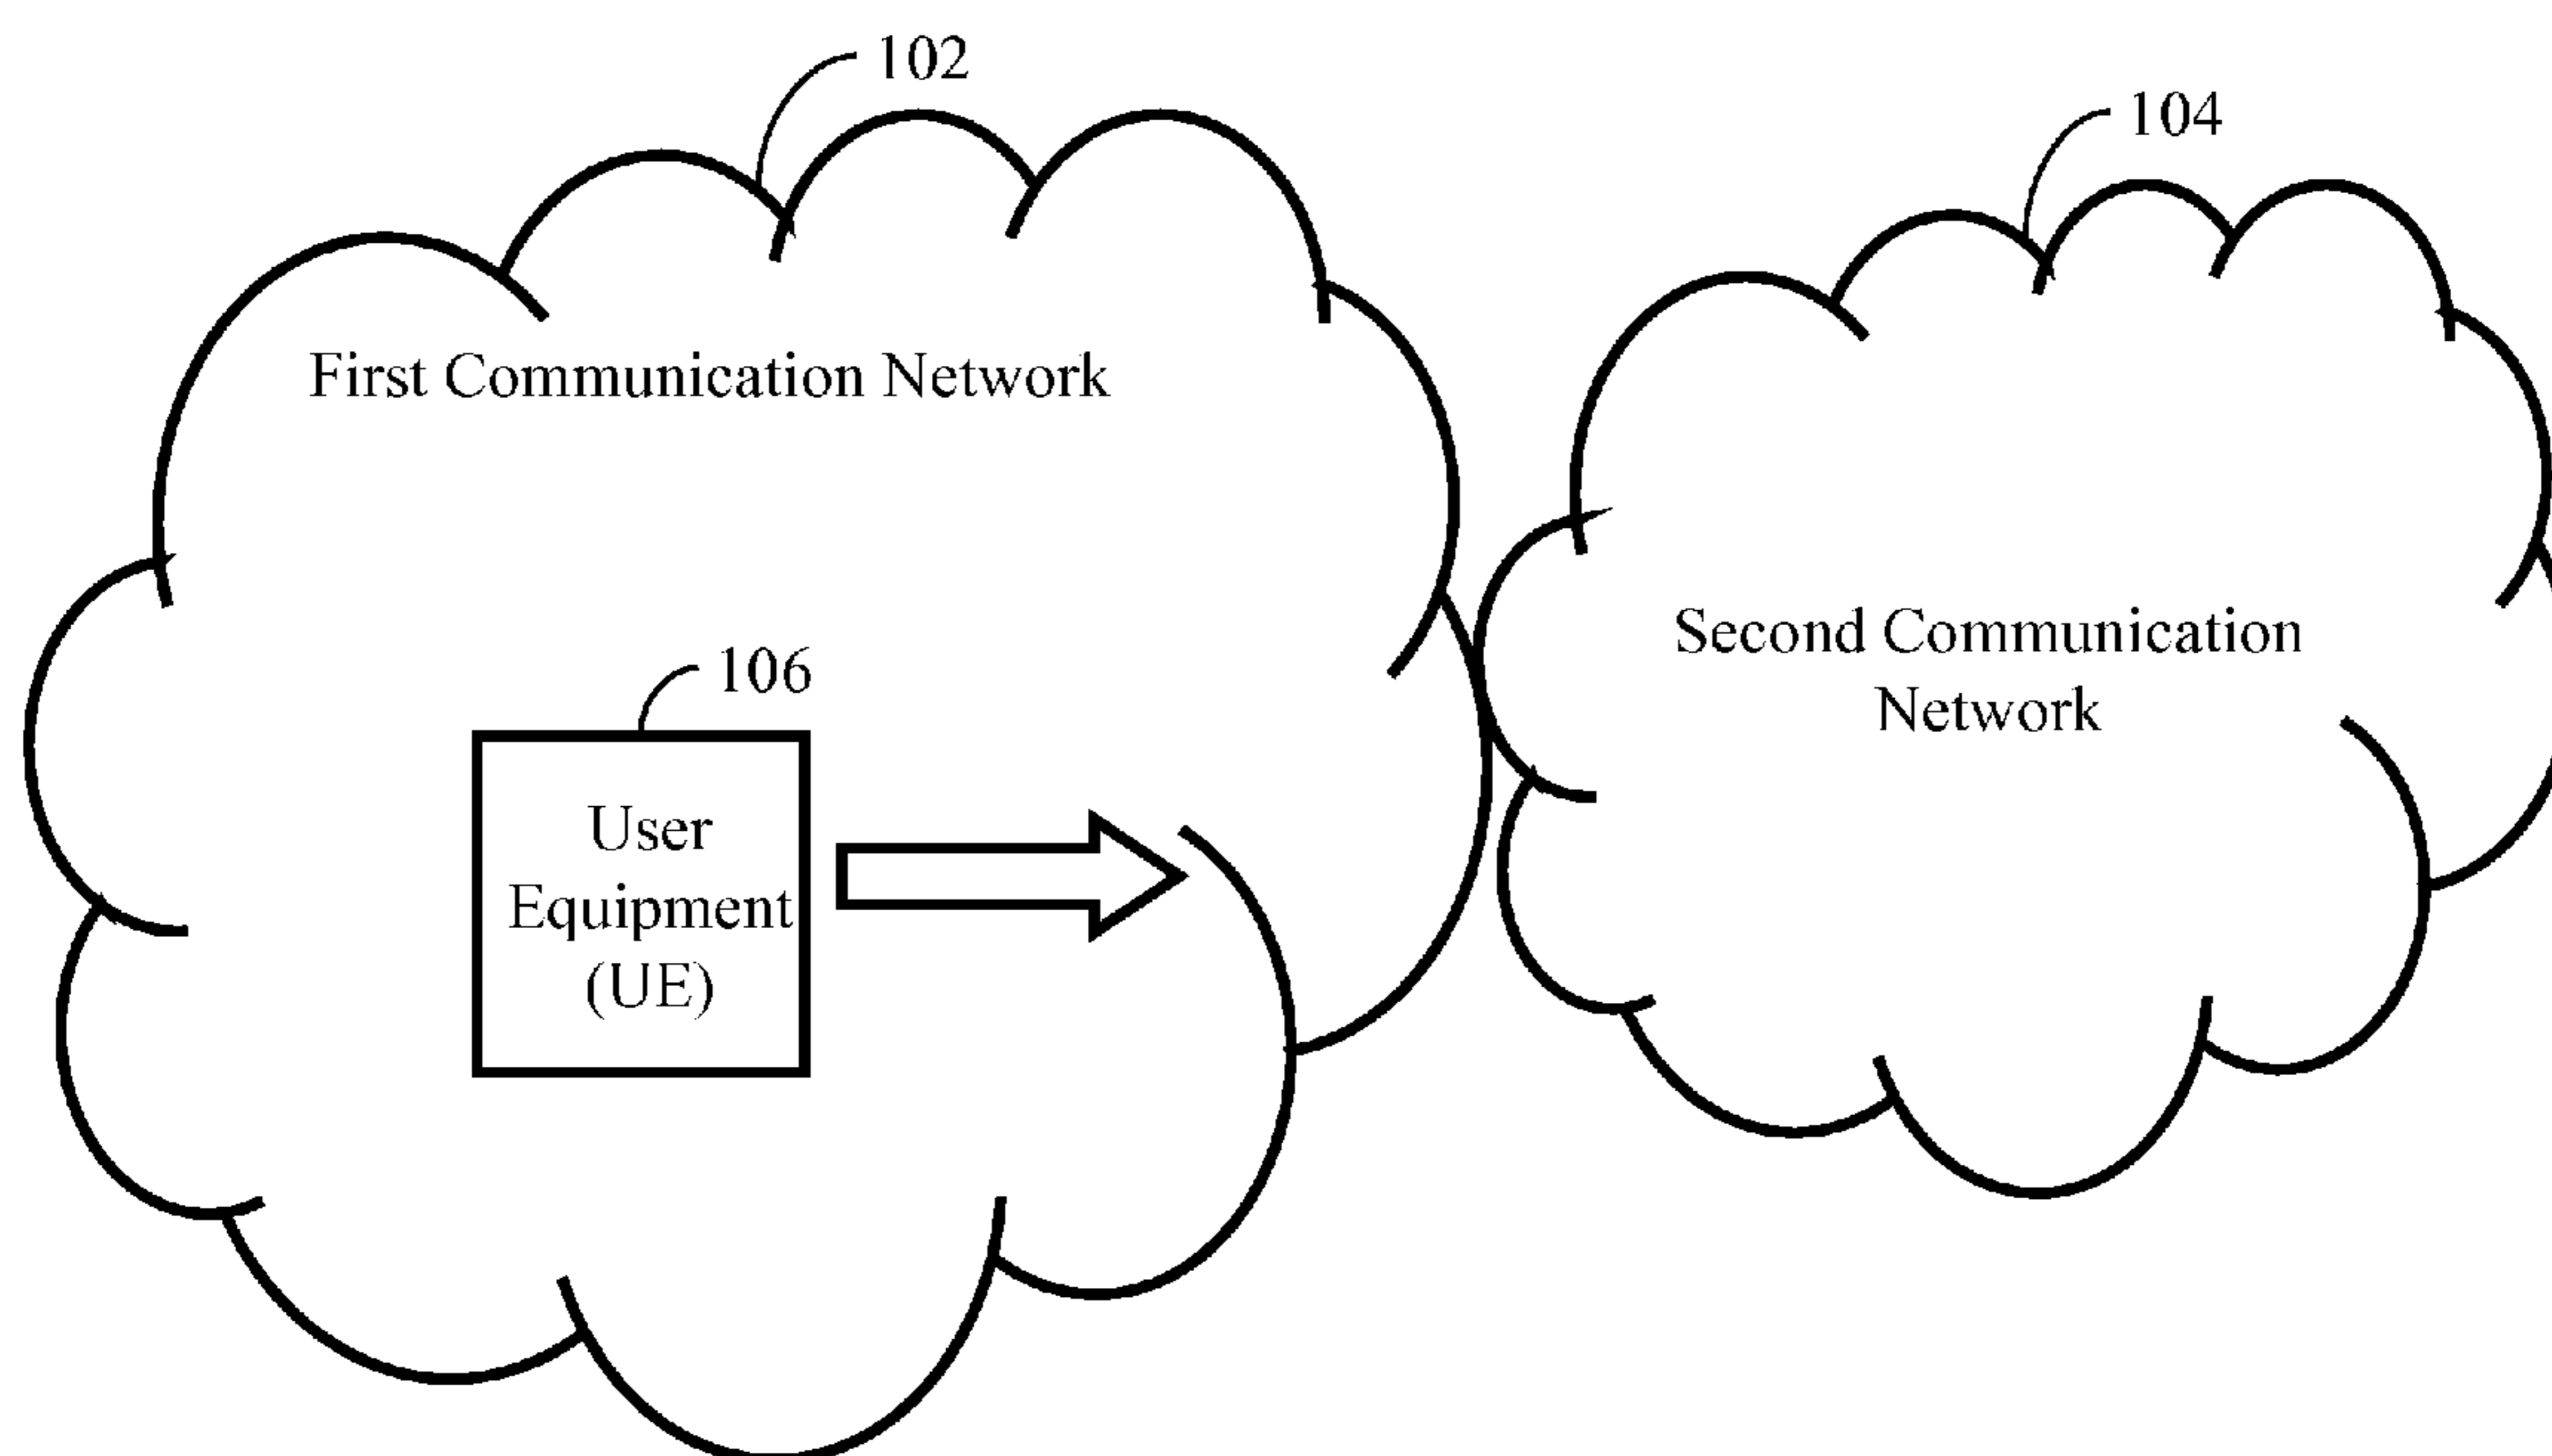 102
104
First Communication Network
Second Communication
Network
106
User
Equipment
(UE)